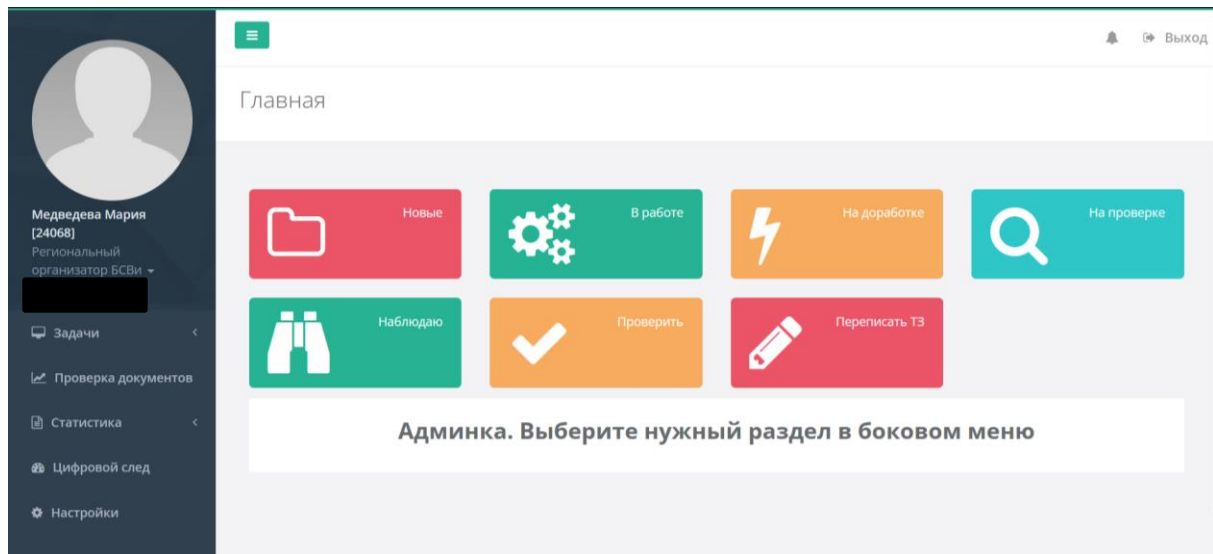 Выход
Главная
Медведева Мария
[24068]
Региональный
организатор БСВи
Задачи
Проверка документов
Статистика
Цифровой след
Настройки
Новые
В работе
На доработке
На проверке
Наблюдаю
Проверить
Переписать ТЗ
Админка. Выберите нужный раздел в боковом меню